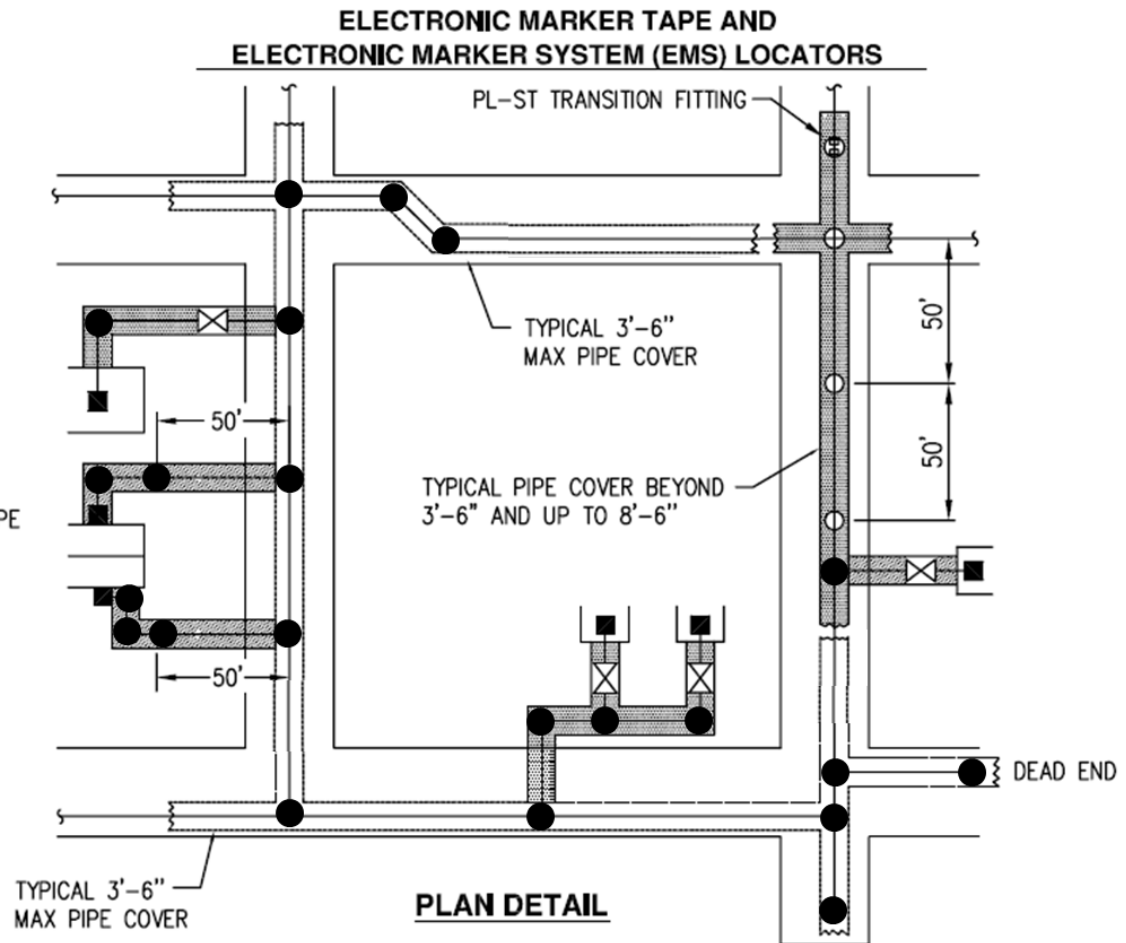 ELECTRONIC MARKER TAPE AND
ELECTRONIC MARKER SYSTEM (EMS) LOCATORS
PL-ST TRANSITION FITTING
TYPICAL 3'-6"
MAX PIPE COVER
50'
50'
50'
TYPICAL PIPE COVER BEYOND
3'-6" AND UP TO 8'-6"
PE
50'
DEAD END
TYPICAL 3'-6"
MAX PIPE COVER
PLAN DETAIL